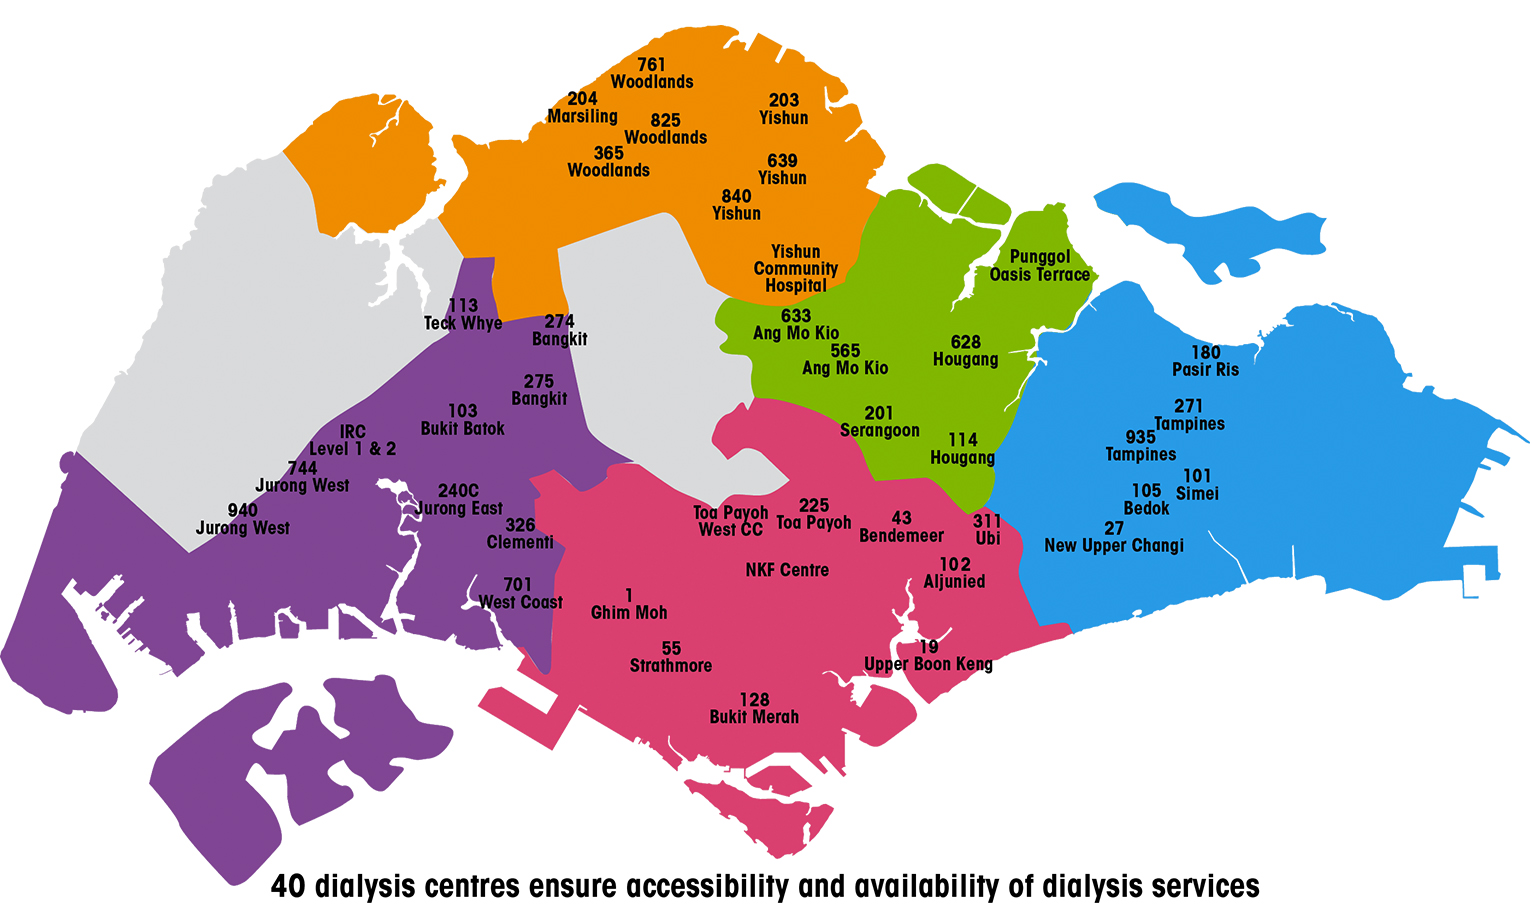 761
Woodlands
204
Marsiling
825
Woodlands
365
Woodlands
203
Yishun
639
Yishun
840
Yishun
Yishun
Community
Hospital
Punggol
Oasis Terrace
633
Ang Mo Kio
565
Ang Mo Kio
628
Hougang
201
Serangoon
114
Hougang
113
Teck Whye
274
Bangkit
275
Bangkit
103
Bukit Batok
IRC
Level 1 & 2
744
Jurong West
940
Jurong West
240C
Jurong East
326
Clementi
701
West Coast
180
Pasir Ris
271
Tampines
935
Tampines
101
Simei
105
Bedok
27
New Upper Changi
Toa Payoh
West CC
225
Toa Payoh
43
Bendemeer
311
Ubi
NKF Centre
102
Aljunied
1
Ghim Moh
55
Strathmore
19
Upper Boon Keng
128
Bukit Merah
40 dialysis centres ensure accessibility and availability of dialysis services